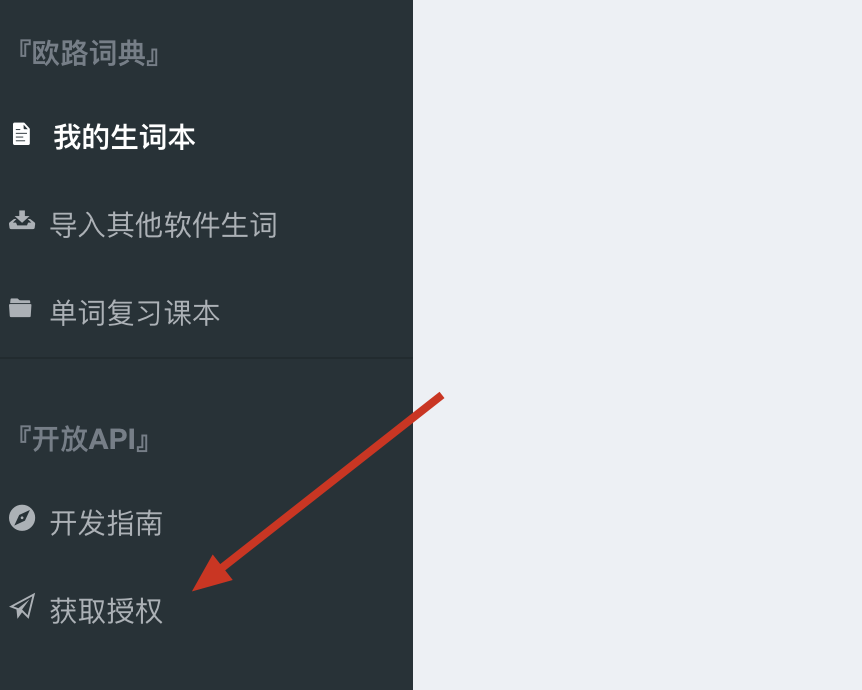 『欧路词典』
我的生词本
导入其他软件生词
单词复习课本
『开放API』
开发指南
获取授权